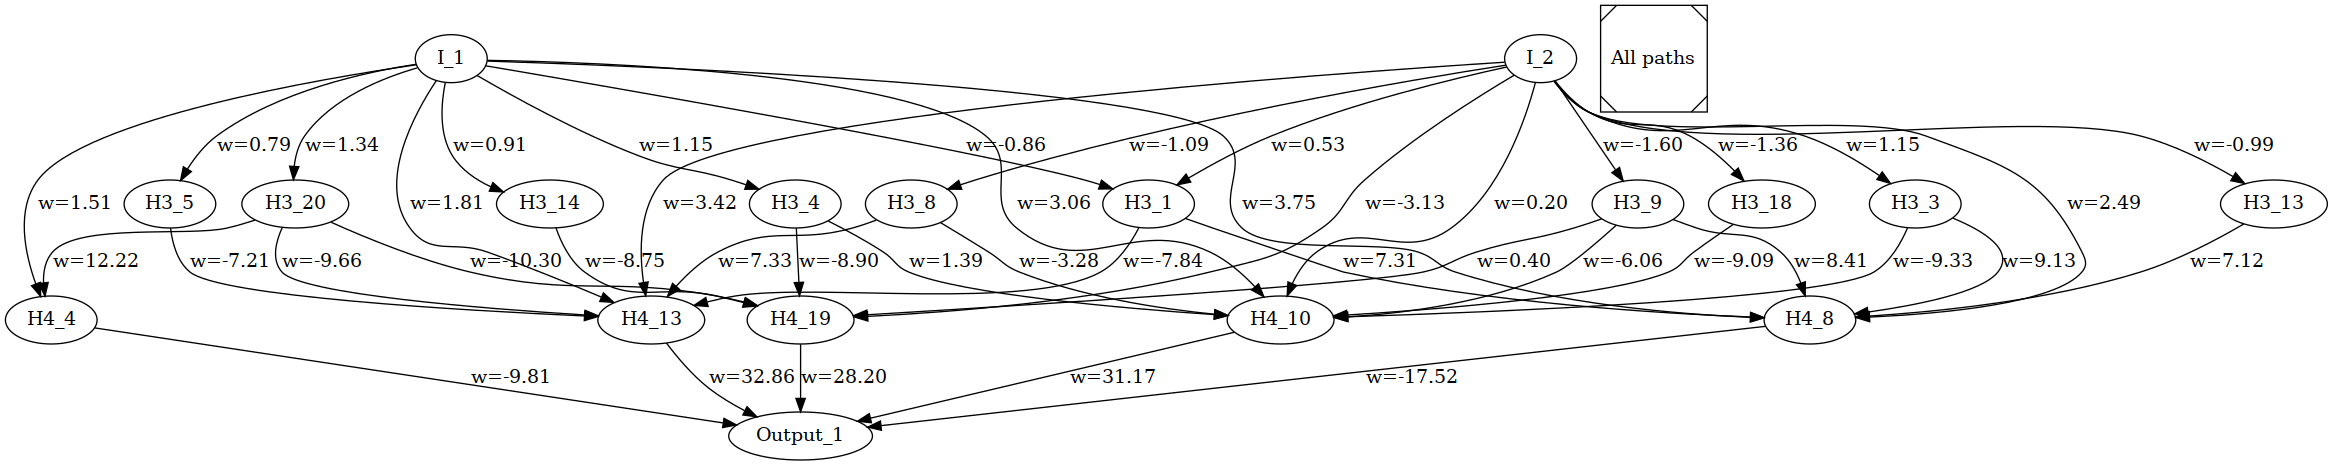 I_1
I_2
All paths
w=0.79
w=1.34
w=0.91
w=1.15
w=-0.86
w=-1.09
w=0.53
w=-1.60
w=-1.36
w=1.15
w=-0.99
w=1.51
H3_5
H3_20
w=1.81
H3_14
w=3.42
H3_4
H3_8
w=3.06
H3_1
w=3.75
w=-3.13
w=0.20
H3_9
H3_18
H3_3
w=2.49
H3_13
w=12.22
w=-7.21
w=-9.66
w=-10.30
w=-8.75
w=7.33
w=-8.90
w=1.39
w=-3.28
w=-7.84
w=7.31
w=0.40
w=-6.06
w=-9.09
w=8.41
w=-9.33
w=9.13
w=7.12
H4_4
H4_13
H4_19
H4_10
H4_8
w=-9.81
w=32.86
w=28.20
w=31.17
w=-17.52
Output_1